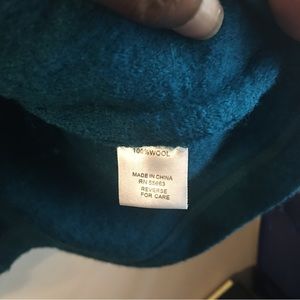 100%WOOL
MADE IN CHINA
RN 55663
REVERSE
FOR CARE